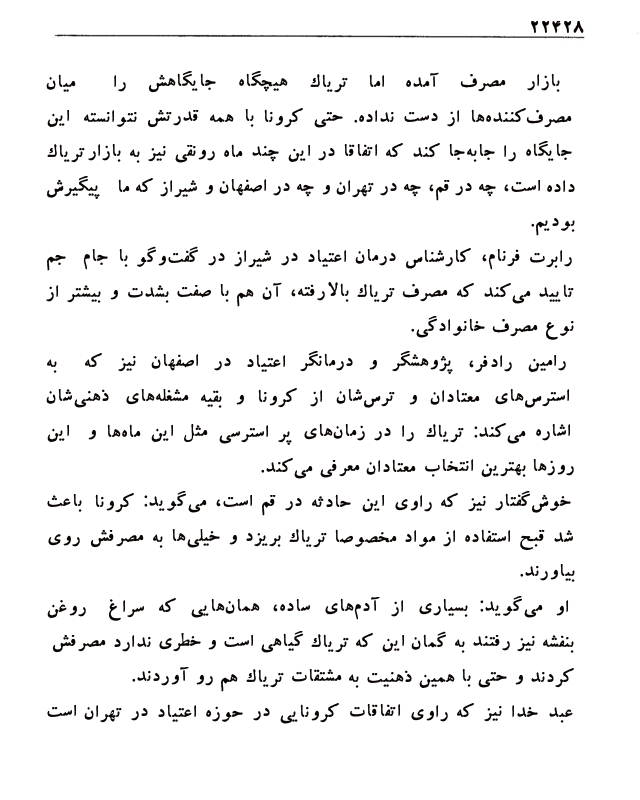 ۲۲۴۲۸
بازار مصرف آمده اما تریاك هیچگاه جایگاهش را میان
مصرف‌کننده‌ها از دست نداده. حتی کرونا با همه قدرتش نتوانسته این
جایگاه را جابه‌جا کند که اتفاقا در این چند ماه رونقی نیز به بازار تریاك
داده است، چه در قم، چه در تهران و چه در اصفهان و شیراز که ما پیگیرش
بودیم.
رابرت فرنام، کارشناس درمان اعتیاد در شیراز در گفت‌وگو با جام جم
تایید می‌کند که مصرف تریاك بالا رفته، آن هم با صفت بشدت و بیشتر از
نوع مصرف خانوادگی.
رامین رادفر، پژوهشگر و درمانگر اعتیاد در اصفهان نیز که به
استرس‌های معتادان و ترس‌شان از کرونا و بقیه مشغله‌های ذهنی‌شان
اشاره می‌کند: تریاك را در زمان‌های پر استرسی مثل این ماه‌ها و این
روزها بهترین انتخاب معتادان معرفی می‌کند.
خوش‌گفتار نیز که راوی این حادثه در قم است، می‌گوید: کرونا باعث
شد قبح استفاده از مواد مخصوصا تریاك بریزد و خیلی‌ها به مصرفش روی
بیاورند.
او می‌گوید: بسیاری از آدم‌های ساده، همان‌هایی که سراغ روغن
بنفشه نیز رفتند به گمان این که تریاك گیاهی است و خطری ندارد مصرفش
کردند و حتی با همین ذهنیت به مشتقات تریاك هم رو آوردند.
عبد خدا نیز که راوی اتفاقات کرونایی در حوزه اعتیاد در تهران است